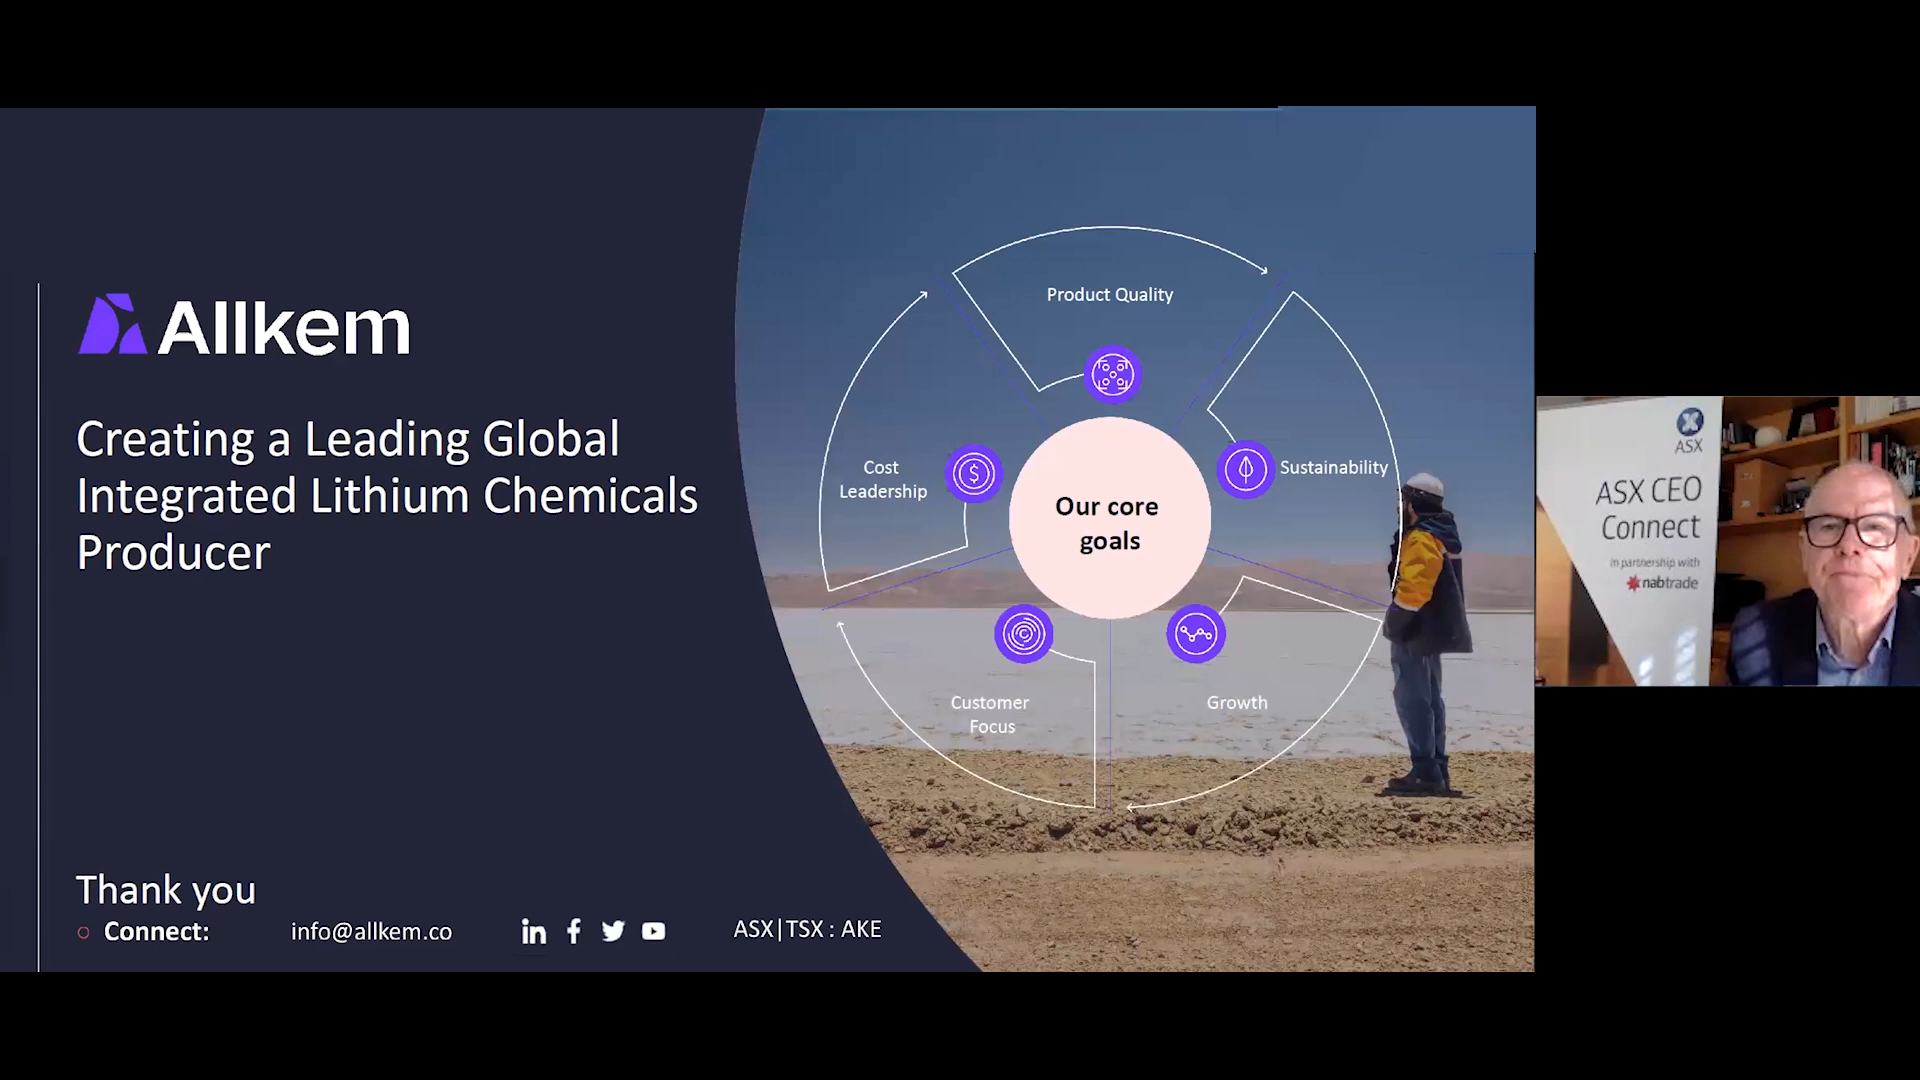 Allkem
Creating a Leading Global
Integrated Lithium Chemicals
Producer
Thank you
Connect:
info@allkem.co
ASX|TSX : AKE
Product Quality
Cost
Leadership
Sustainability
Our core
goals
Customer
Focus
Growth
ASX
ASX CEO
Connect
In partnership with
nabtrade